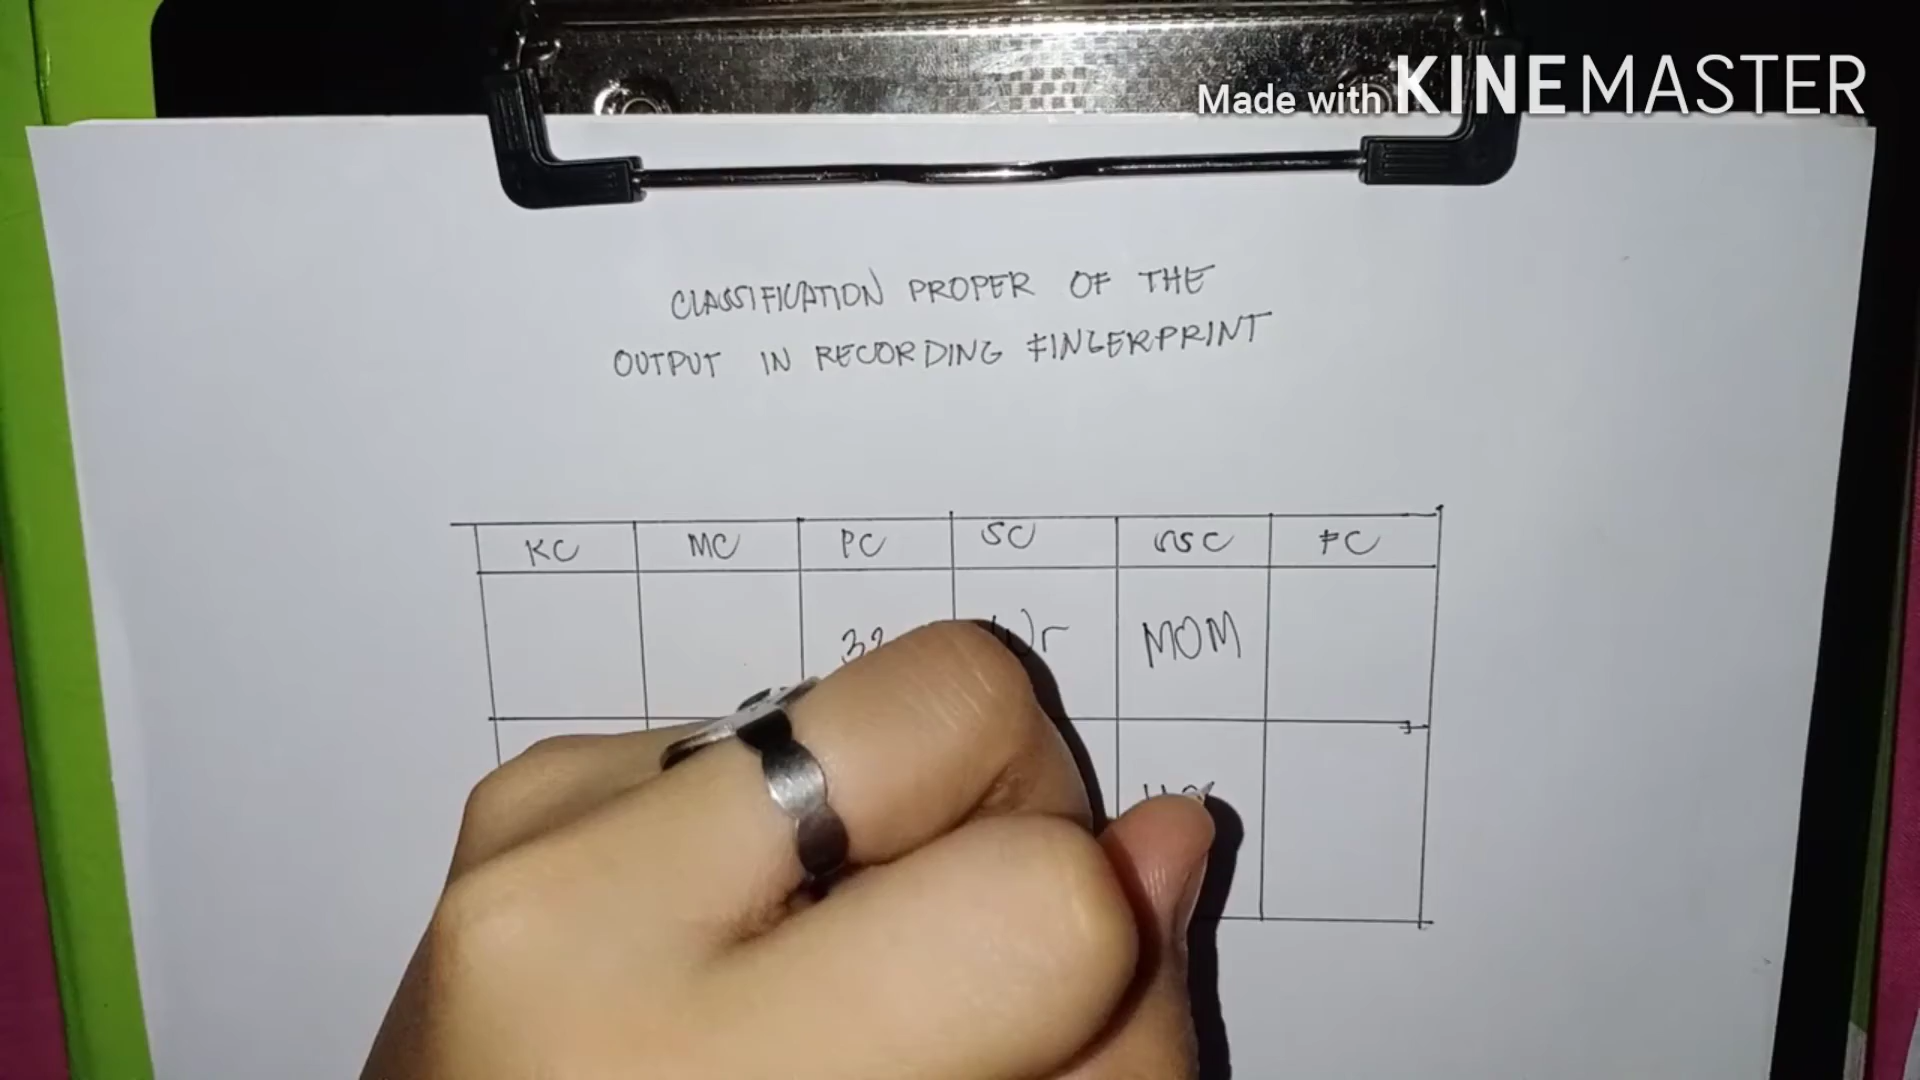 Made with KINEMASTER
CLASSIFICATION PROPER OF THE
OUTPUT IN RECORDING FINGERPRINT
KC MC PC SC SSC FC
MOM